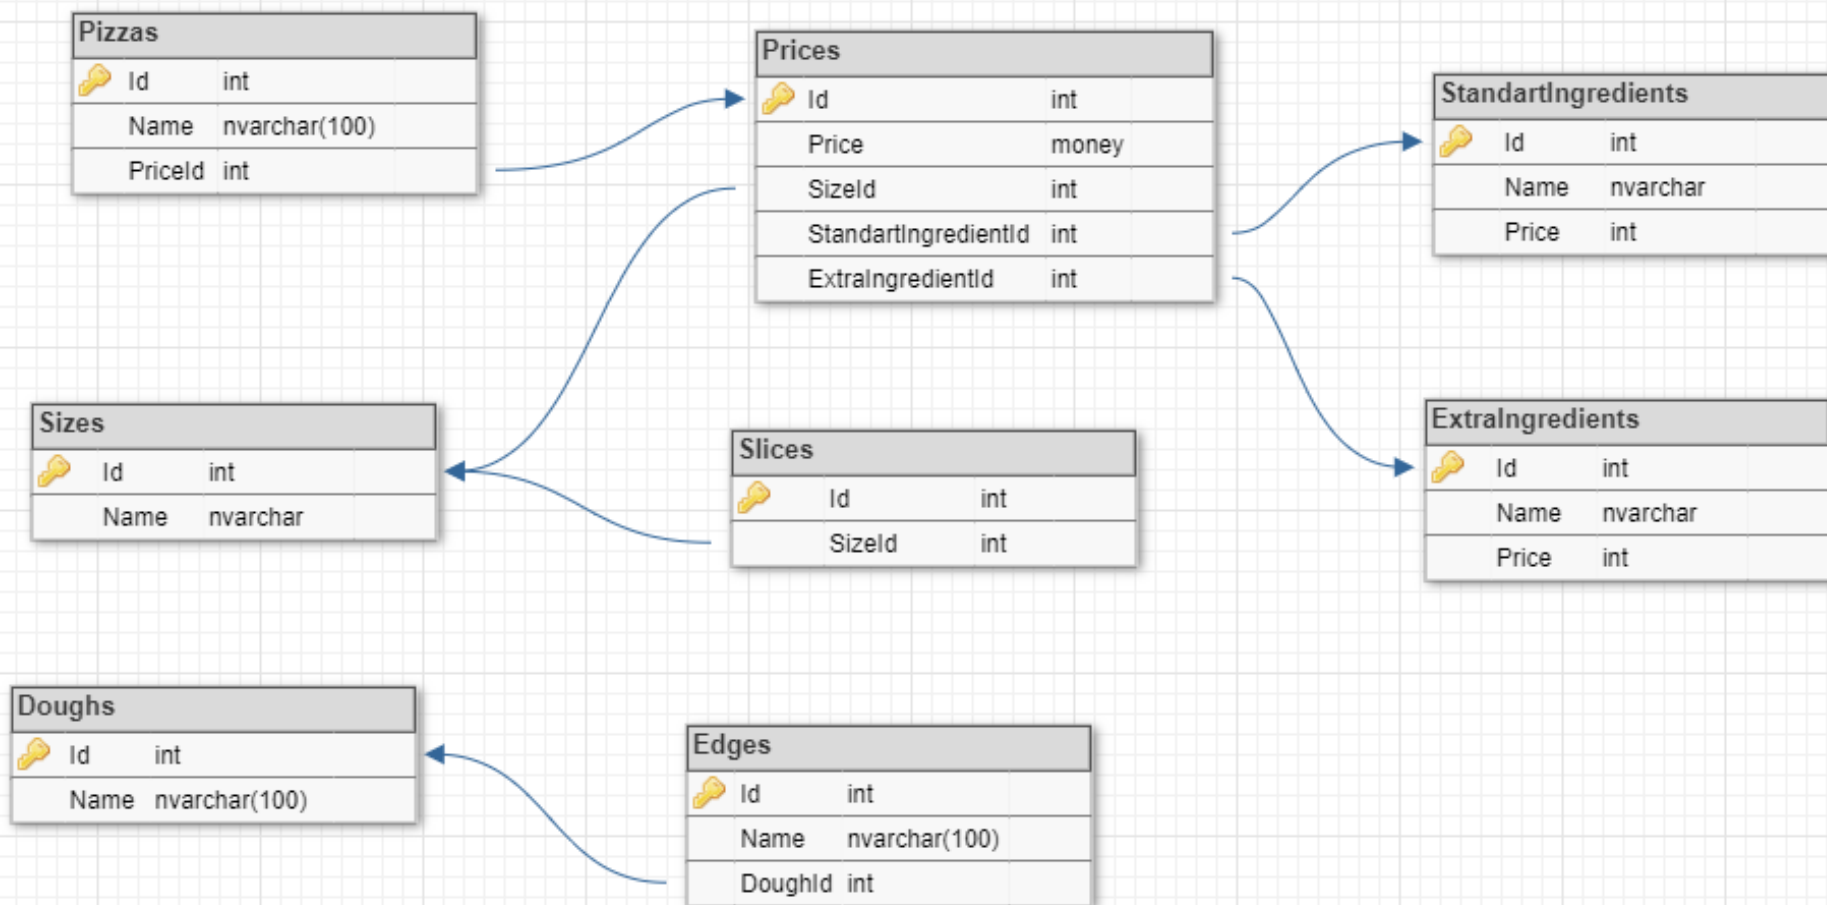 Pizzas
Id int
Name nvarchar(100)
PriceId int
Prices
Id int
Price money
SizeId int
StandartIngredientId int
ExtraIngredientId int
StandartIngredients
Id int
Name nvarchar
Price int
Sizes
Id int
Name nvarchar
Slices
Id int
SizeId int
ExtraIngredients
Id int
Name nvarchar
Price int
Doughs
Id int
Name nvarchar(100)
Edges
Id int
Name nvarchar(100)
DoughId int